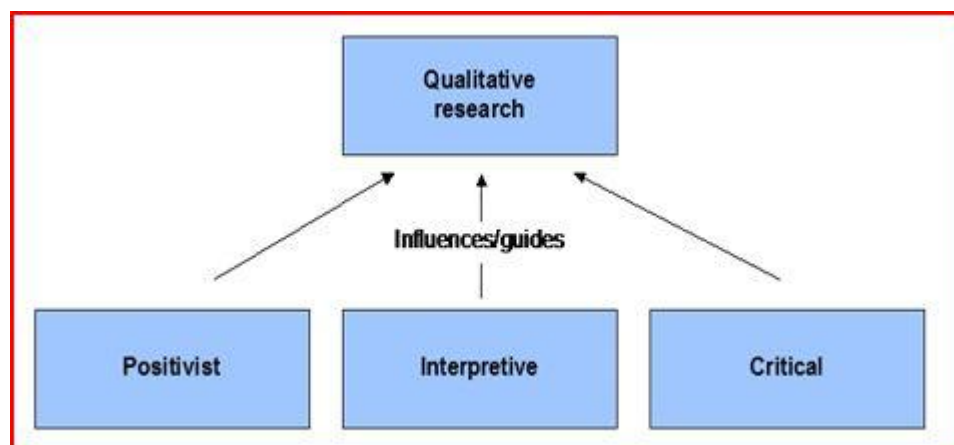 Qualitative
research
Influences/guides
Positivist
Interpretive
Critical